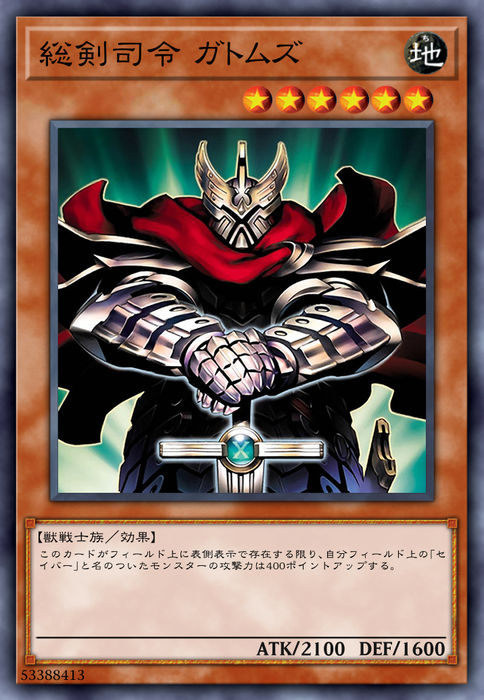 総剣司令 ガトムズ
ち
地
【獣戦士族／効果】
このカードがフィールド上に表側表示で存在する限り、自分フィールド上の「セ
イバー」と名のついたモンスターの攻撃力は400ポイントアップする。
ATK/2100 DEF/1600
53388413